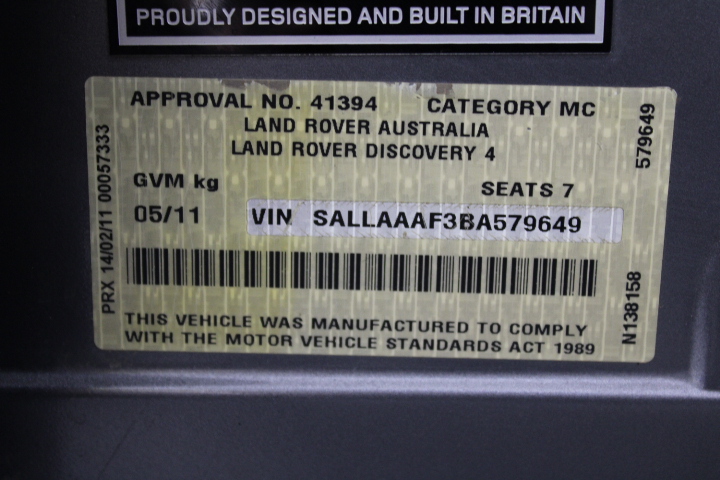 PROUDLY DESIGNED AND BUILT IN BRITAIN
APPROVAL NO. 41394 CATEGORY MC
LAND ROVER AUSTRALIA
LAND ROVER DISCOVERY 4
GVM kg SEATS 7
05/11 VIN SALLAAAF3BA579649
THIS VEHICLE WAS MANUFACTURED TO COMPLY
WITH THE MOTOR VEHICLE STANDARDS ACT 1989
PRX 14/02/11 00057333
579649
N138158